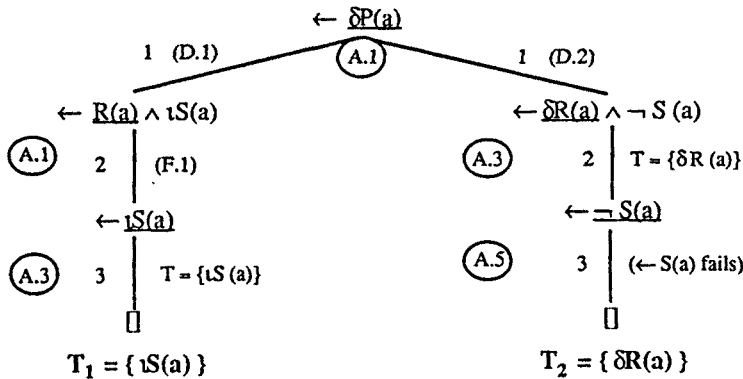 ← δP(a)
1 (D.1) A.1 1 (D.2)
← R(a) ∧ ιS(a) ← δR(a) ∧ ¬ S (a)
A.1 2 (F.1) A.3 2 T = {δR (a)}
← ιS(a) ← ¬ S(a)
A.3 3 T = {ιS (a)} A.5 3 (← S(a) fails)
[] []
T₁ = { ιS(a) } T₂ = { δR(a) }